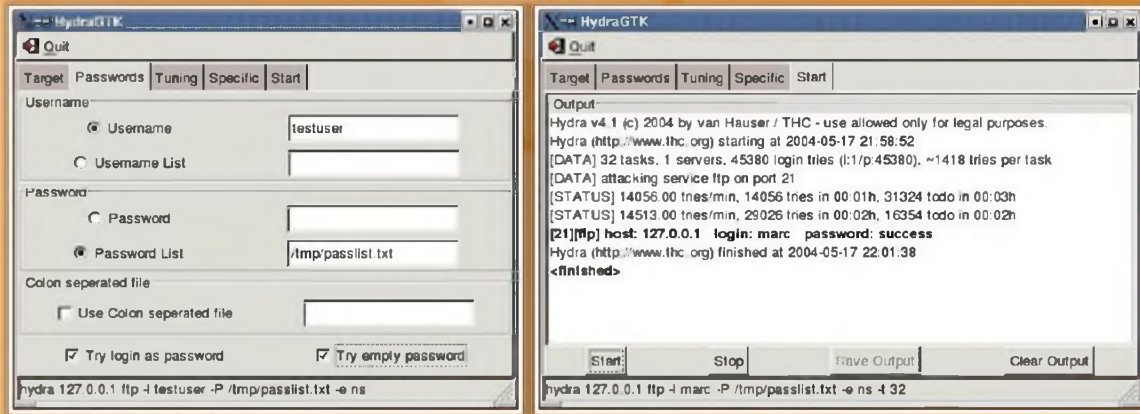 HydraGTK
Quit
Target Passwords Tuning Specific Start
Username
Username testuser
Username List
Password
Password
Password List /tmp/passlist.txt
Colon seperated file
Use Colon seperated file
Try login as password Try empty password
hydra 127.0.0.1 ftp -l testuser -P /tmp/passlist.txt -e ns
HydraGTK
Quit
Target Passwords Tuning Specific Start
Output
Hydra v4.1 (c) 2004 by van Hauser / THC - use allowed only for legal purposes.
Hydra (http://www.thc.org) starting at 2004-05-17 21:58:52
[DATA] 32 tasks, 1 servers, 45380 login tries (l:1/p:45380), ~1418 tries per task
[DATA] attacking service ftp on port 21
[STATUS] 14056.00 tries/min, 14056 tries in 00:01h, 31324 todo in 00:03h
[STATUS] 14513.00 tries/min, 29026 tries in 00:02h, 16354 todo in 00:02h
[21][ftp] host: 127.0.0.1 login: marc password: success
Hydra (http://www.thc.org) finished at 2004-05-17 22:01:38
<finished>
Start Stop Save Output Clear Output
hydra 127.0.0.1 ftp -l marc -P /tmp/passlist.txt -e ns -t 32